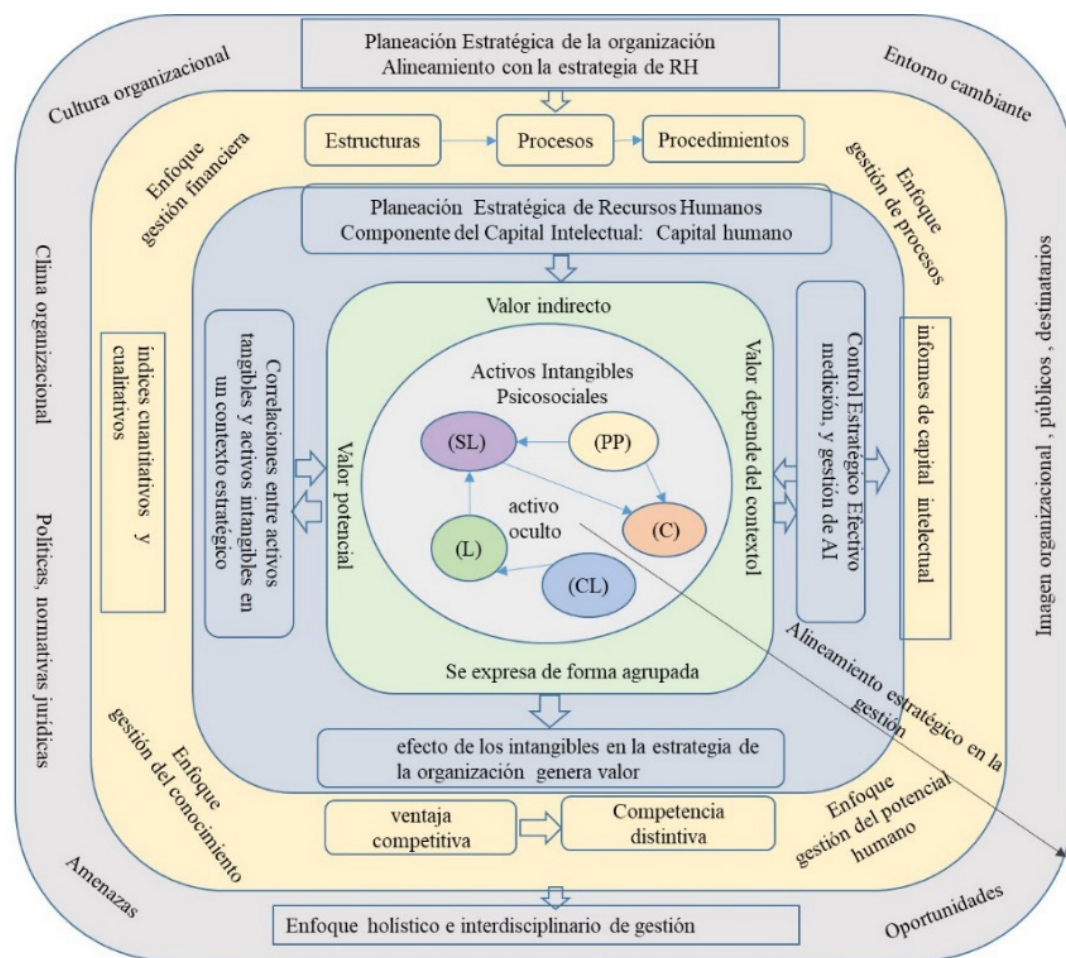 Planeación Estratégica de la organización
Alineamiento con la estrategia de RH
Cultura organizacional
Entorno cambiante
Estructuras
Procesos
Procedimientos
Enfoque
gestión financiera
Enfoque
gestión de procesos
Planeación Estratégica de Recursos Humanos
Componente del Capital Intelectual: Capital humano
Clima organizacional
Políticas, normativas jurídicas
índices cuantitativos y
cualitativos
Correlaciones entre activos
tangibles y activos intangibles en
un contexto estratégico
Valor indirecto
Valor potencial
Activos Intangibles
Psicosociales
(SL)
(PP)
activo
oculto
(L)
(C)
(CL)
Valor depende del contextol
Se expresa de forma agrupada
Control Estratégico Efectivo
medición, y gestión de AI
informes de capital intelectual
Imagen organizacional , públicos , destinatarios
Alineamiento estratégico en la
gestión
efecto de los intangibles en la estrategia de
la organización genera valor
Enfoque
gestión del conocimiento
ventaja
competitiva
Competencia
distintiva
Enfoque
gestión del potencial
humano
Amenazas
Oportunidades
Enfoque holístico e interdisciplinario de gestión